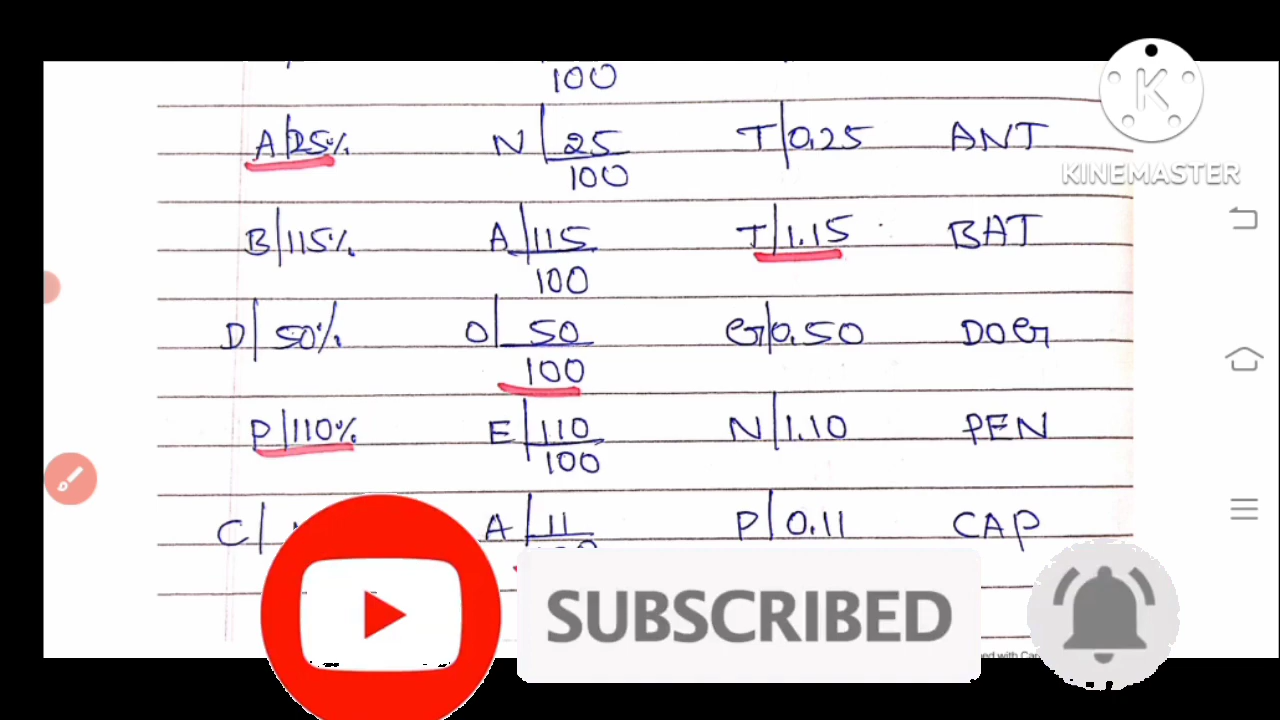 100
A 25% N 25 T 0.25 ANT
100
B 115% A 115 T 1.15 BAT
100
D 50% O 50 G 0.50 DOG
100
P 110% E 110 N 1.10 PEN
100
C A 11 P 0.11 CAP
100
K
KINEMASTER
SUBSCRIBED